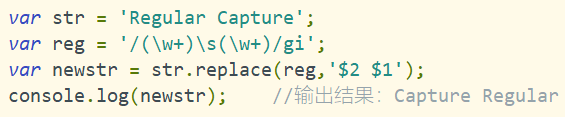 var str = 'Regular Capture';
var reg = '/(\w+)\s(\w+)/gi';
var newstr = str.replace(reg,'$2 $1');
console.log(newstr);    //输出结果：Capture Regular